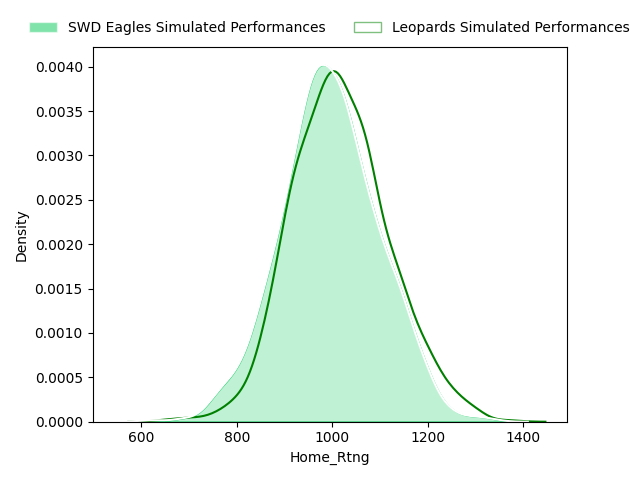 SWD Eagles Simulated Performances
Leopards Simulated Performances
0.0040
0.0035
0.0030
0.0025
0.0020
0.0015
0.0010
0.0005
0.0000
Density
600 800 1000 1200 1400
Home_Rtng